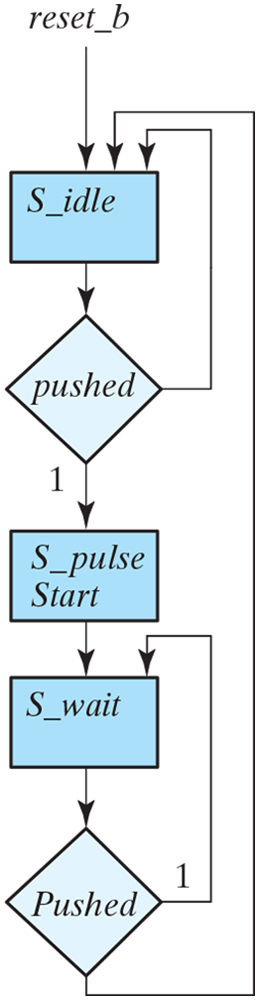 reset_b
S_idle
pushed
1
S_pulse
Start
S_wait
Pushed
1